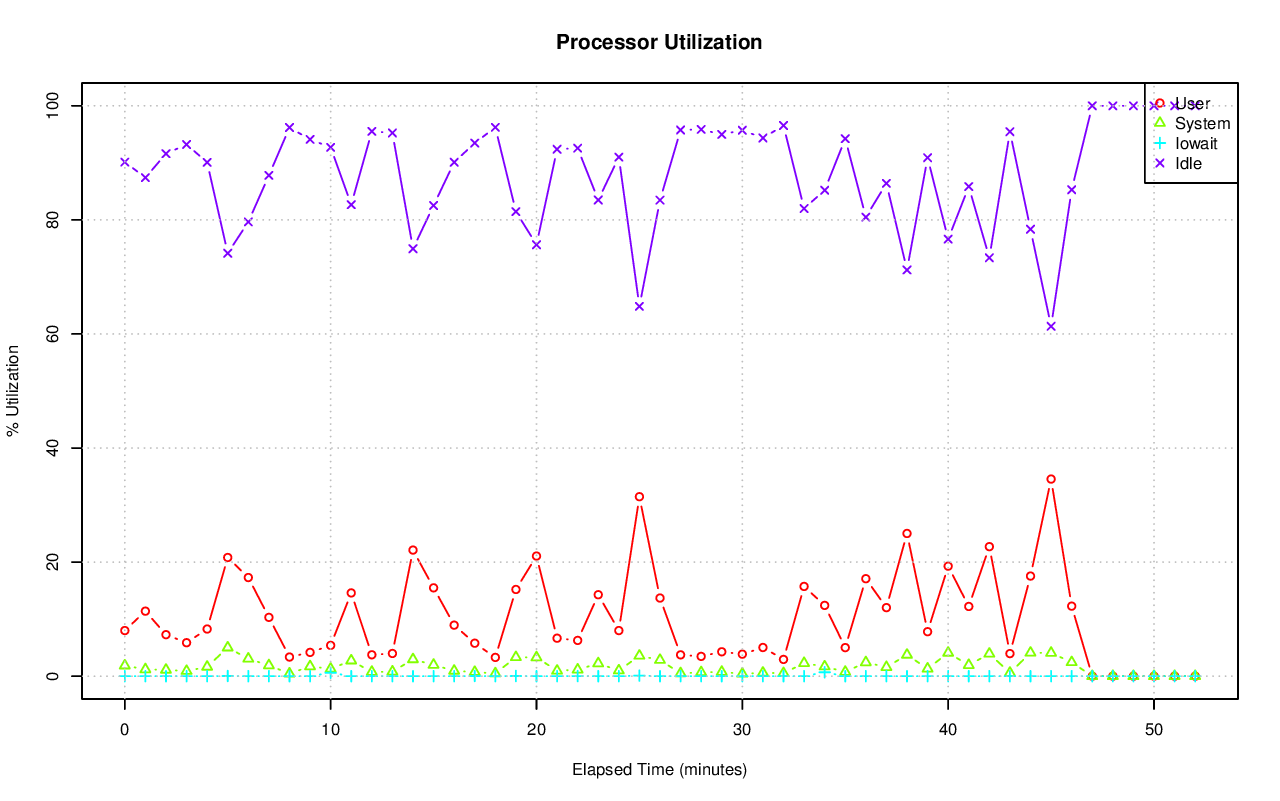 Processor Utilization
% Utilization
100
80
60
40
20
0
User
System
Iowait
Idle
0 10 20 30 40 50
Elapsed Time (minutes)